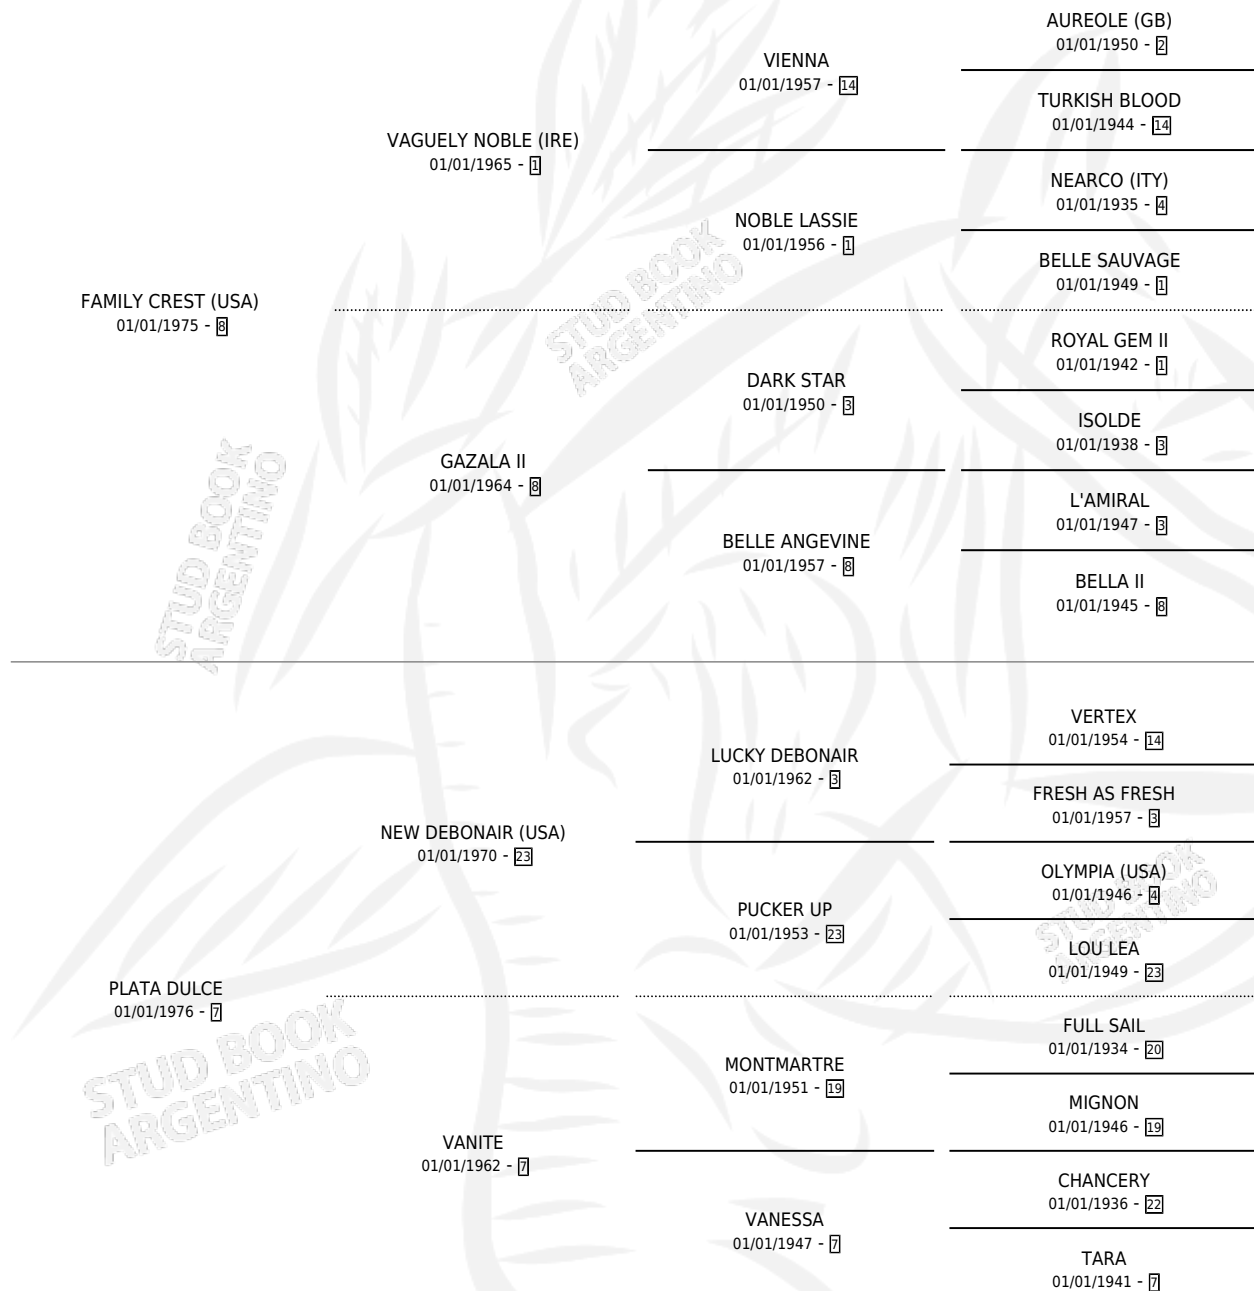 AUREOLE (GB)
01/01/1950 - 2
VIENNA
01/01/1957 - 14
TURKISH BLOOD
01/01/1944 - 14
VAGUELY NOBLE (IRE)
01/01/1965 - 1
NEARCO (ITY)
01/01/1935 - 4
NOBLE LASSIE
01/01/1956 - 1
BELLE SAUVAGE
01/01/1949 - 1
FAMILY CREST (USA)
01/01/1975 - 8
ROYAL GEM II
01/01/1942 - 1
DARK STAR
01/01/1950 - 3
ISOLDE
01/01/1938 - 3
GAZALA II
01/01/1964 - 8
L'AMIRAL
01/01/1947 - 3
BELLE ANGEVINE
01/01/1957 - 8
BELLA II
01/01/1945 - 8
VERTEX
01/01/1954 - 14
LUCKY DEBONAIR
01/01/1962 - 3
FRESH AS FRESH
01/01/1957 - 3
NEW DEBONAIR (USA)
01/01/1970 - 23
OLYMPIA (USA)
01/01/1946 - 4
PUCKER UP
01/01/1953 - 23
LOU LEA
01/01/1949 - 23
PLATA DULCE
01/01/1976 - 7
FULL SAIL
01/01/1934 - 20
MONTMARTRE
01/01/1951 - 19
MIGNON
01/01/1946 - 19
VANITE
01/01/1962 - 7
CHANCERY
01/01/1936 - 22
VANESSA
01/01/1947 - 7
TARA
01/01/1941 - 7
STUD BOOK
ARGENTINO
STUD BOOK
ARGENTINO
STUD BOOK
ARGENTINO
STUD BOOK
ARGENTINO